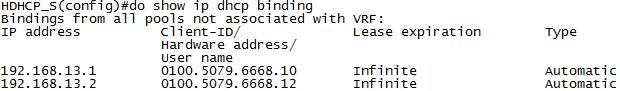 HDHCP_S(config)#do show ip dhcp binding
Bindings from all pools not associated with VRF:
IP address          Client-ID/              Lease expiration        Type
                    Hardware address/
                    User name
192.168.13.1        0100.5079.6668.10       Infinite                Automatic
192.168.13.2        0100.5079.6668.12       Infinite                Automatic